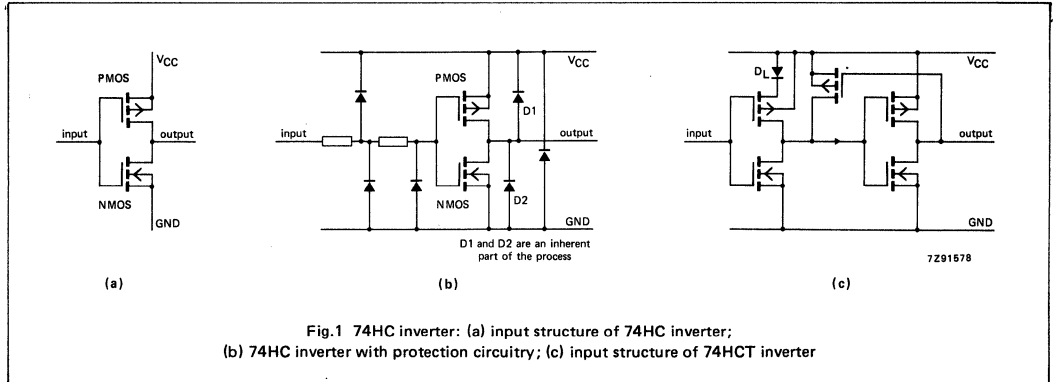 VCC
PMOS
input
output
NMOS
GND
(a)
VCC
PMOS
D1
input
output
NMOS
D2
GND
D1 and D2 are an inherent
part of the process
(b)
DL
VCC
input
output
GND
7Z91578
(c)
Fig.1 74HC inverter: (a) input structure of 74HC inverter;
(b) 74HC inverter with protection circuitry; (c) input structure of 74HCT inverter